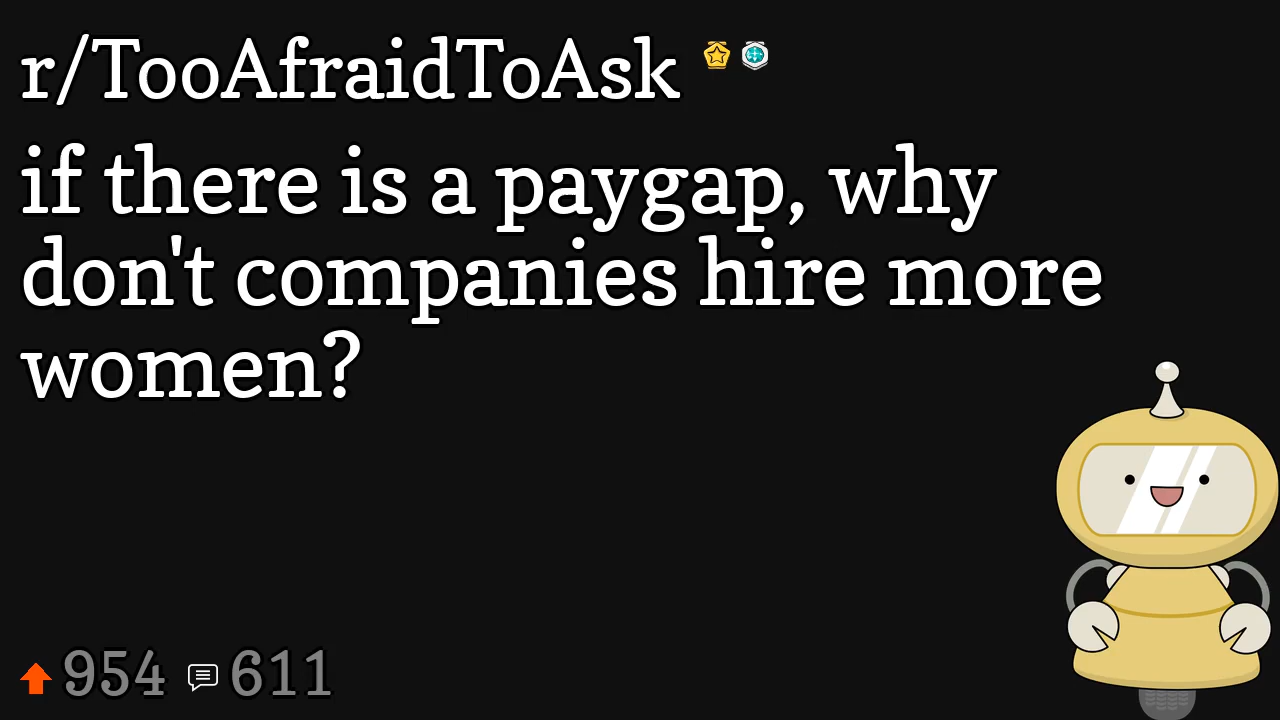 r/TooAfraidToAsk
if there is a paygap, why
don't companies hire more
women?
954 611